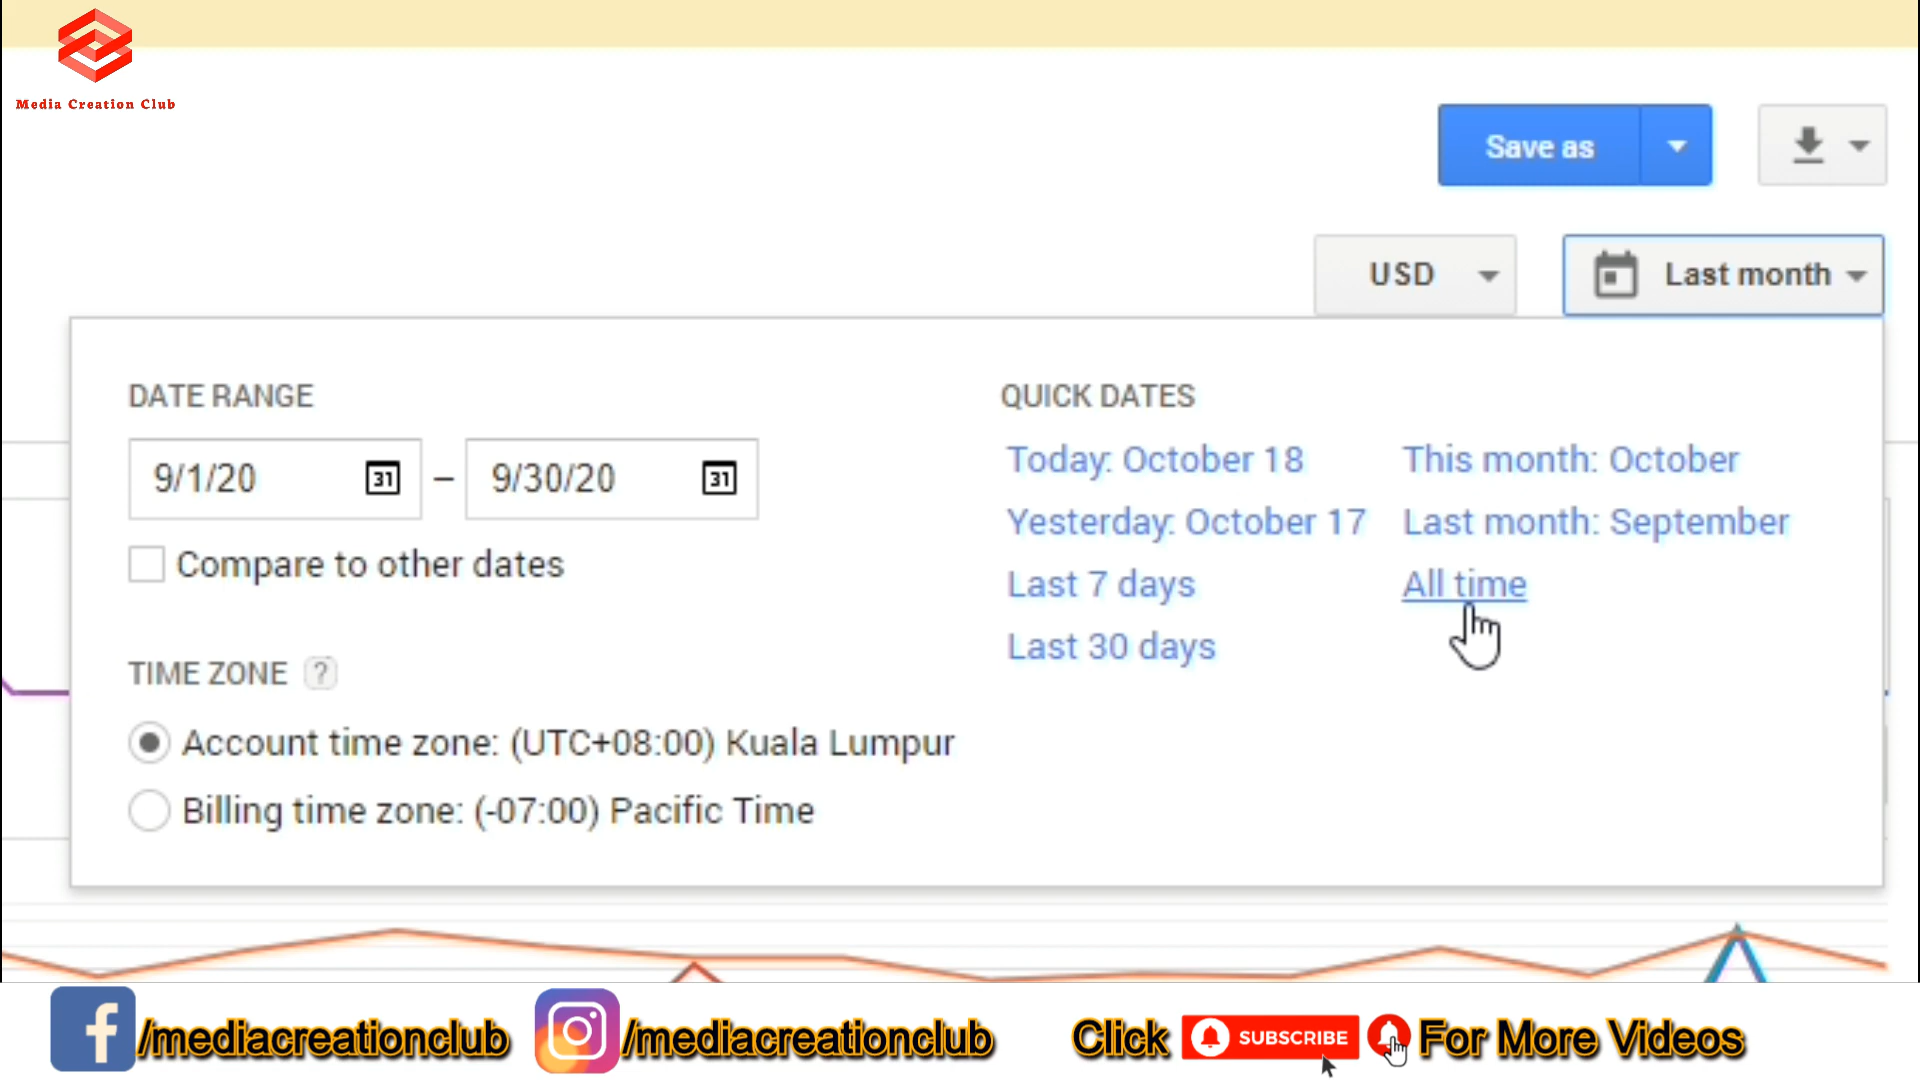 Media Creation Club
Save as
USD
Last month
DATE RANGE
9/1/20 31 – 9/30/20 31
Compare to other dates
TIME ZONE ?
Account time zone: (UTC+08:00) Kuala Lumpur
Billing time zone: (-07:00) Pacific Time
QUICK DATES
Today: October 18
Yesterday: October 17
Last 7 days
Last 30 days
This month: October
Last month: September
All time
f /mediacreationclub
/mediacreationclub
Click SUBSCRIBE For More Videos